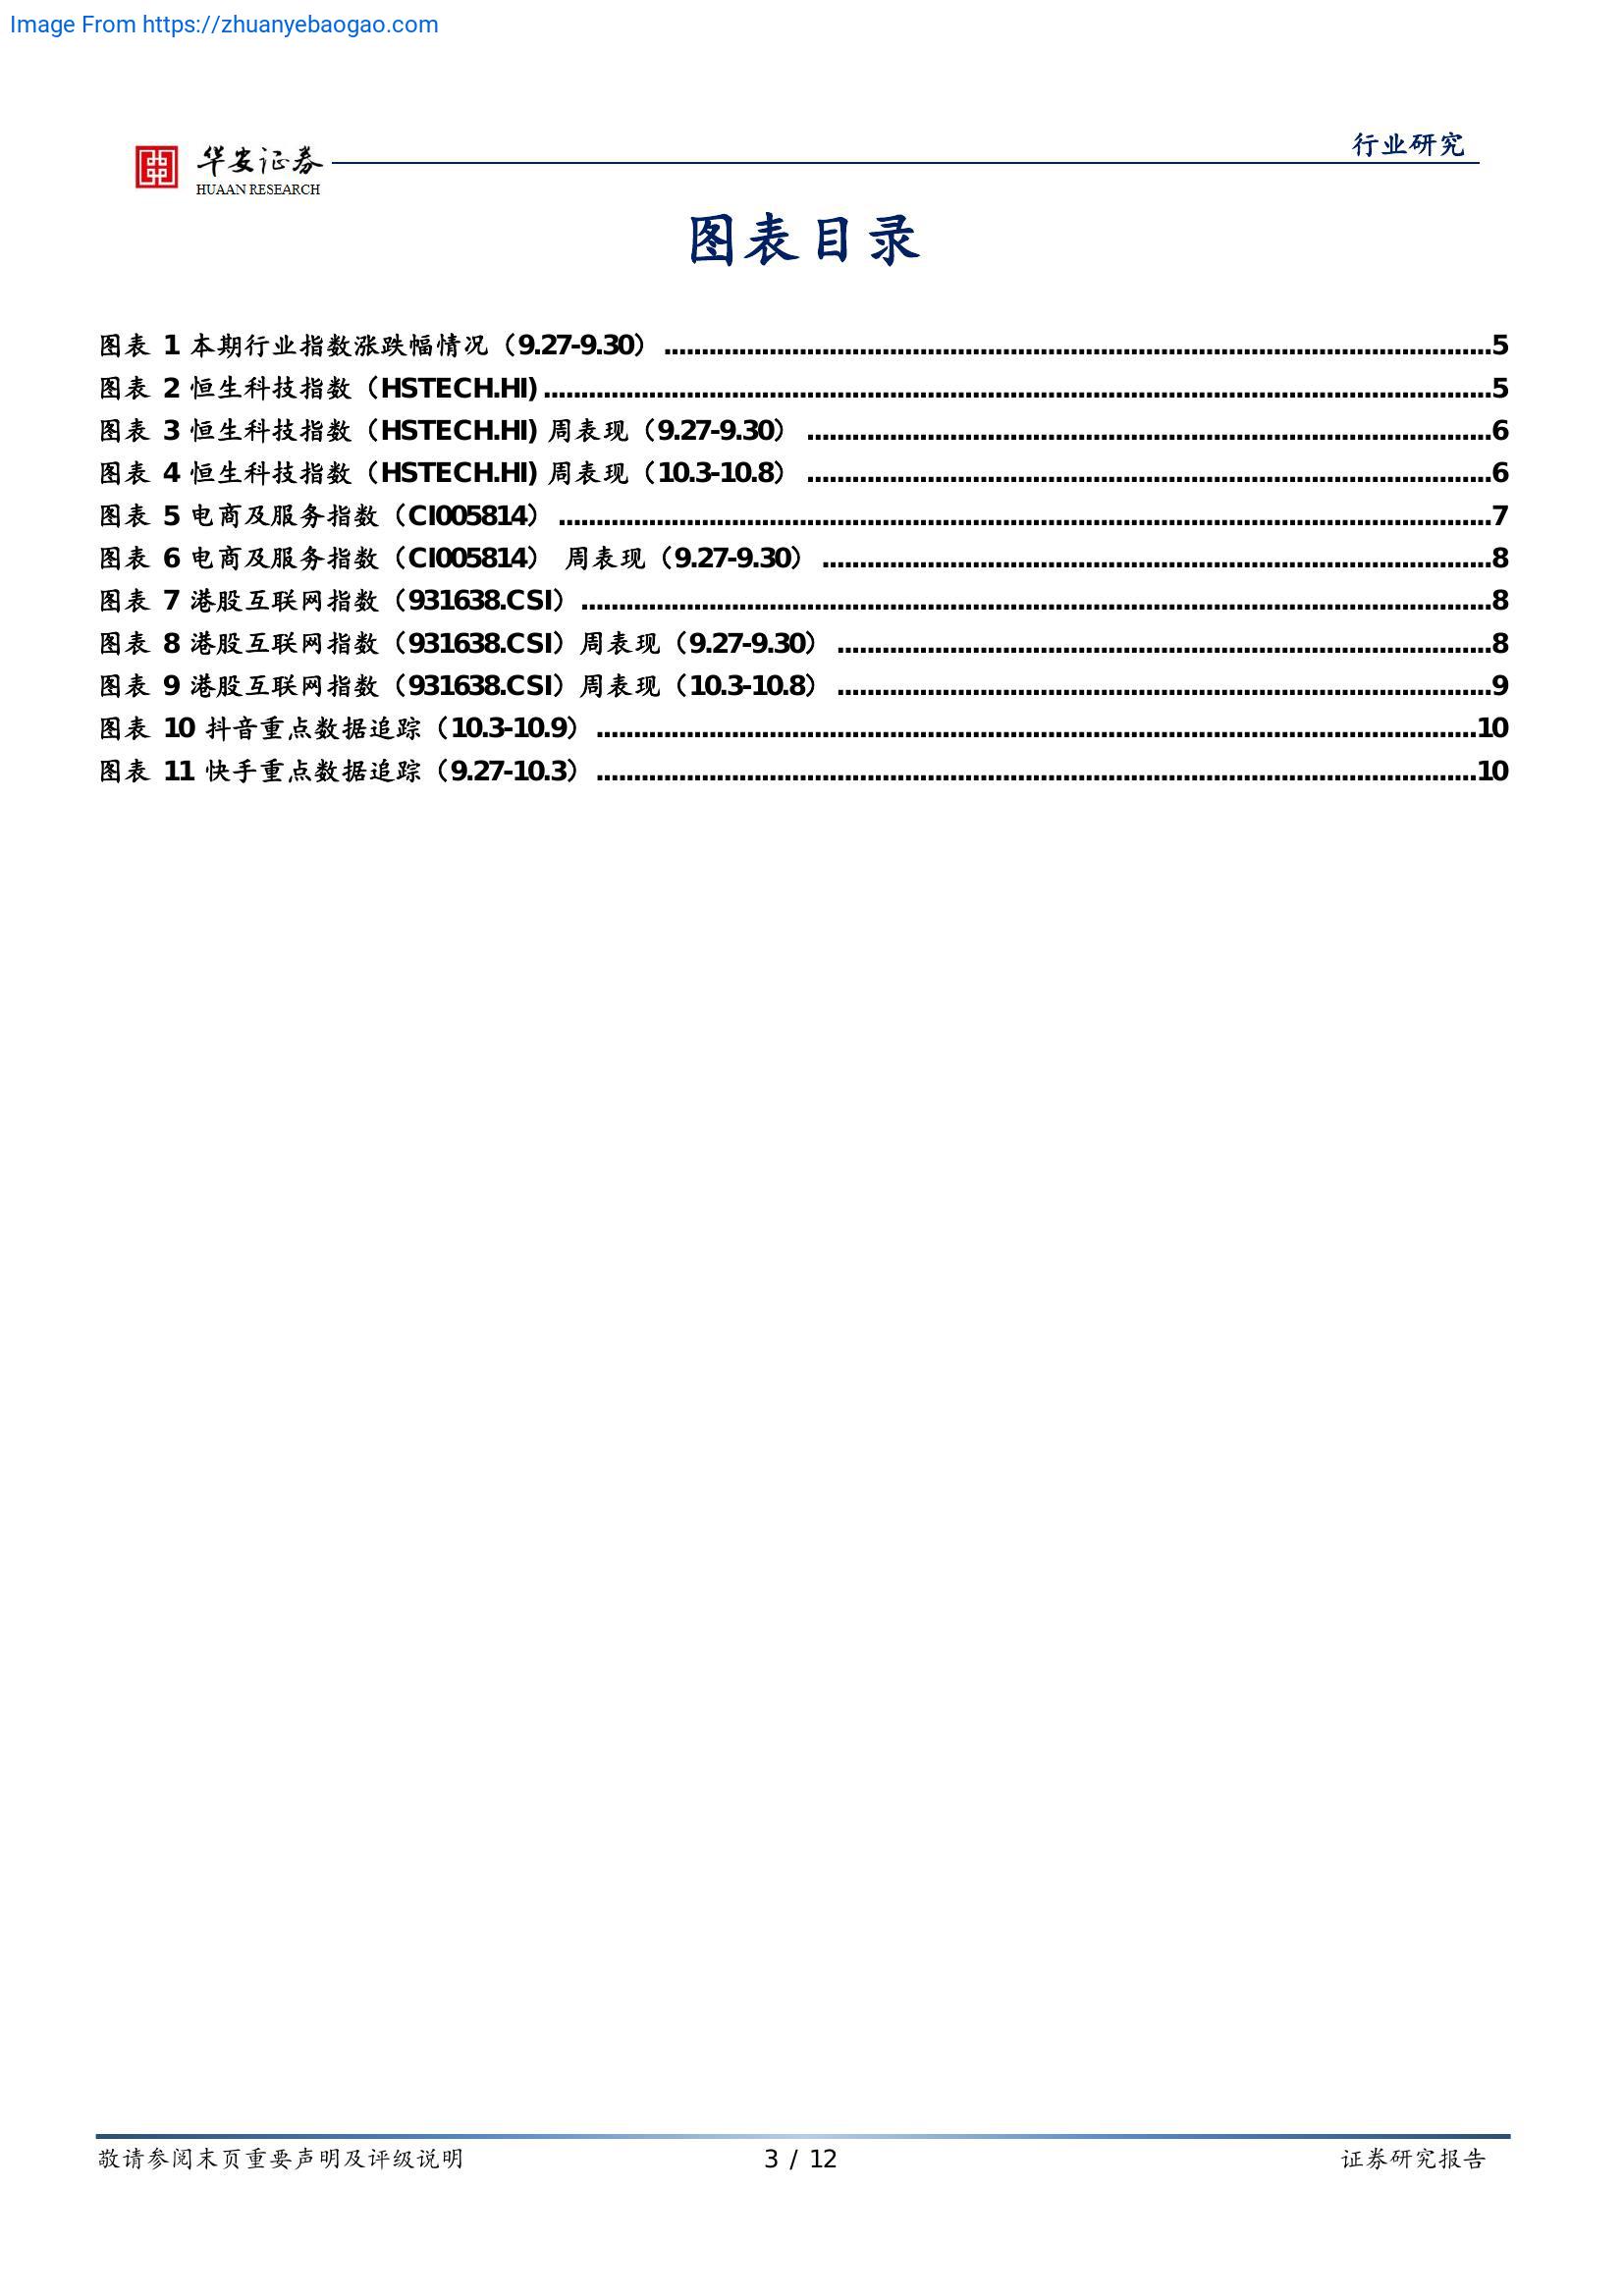 Image From https://zhuanyebaogao.com
行业研究
华安证券
HUAAN RESEARCH
图表目录
图表 1 本期行业指数涨跌幅情况（9.27-9.30） ........................................................................5
图表 2 恒生科技指数（HSTECH.HI) ........................................................................5
图表 3 恒生科技指数（HSTECH.HI) 周表现（9.27-9.30） ........................................................................6
图表 4 恒生科技指数（HSTECH.HI) 周表现（10.3-10.8） ........................................................................6
图表 5 电商及服务指数（CI005814） ........................................................................7
图表 6 电商及服务指数（CI005814） 周表现（9.27-9.30） ........................................................................8
图表 7 港股互联网指数（931638.CSI） ........................................................................8
图表 8 港股互联网指数（931638.CSI）周表现（9.27-9.30） ........................................................................8
图表 9 港股互联网指数（931638.CSI）周表现（10.3-10.8） ........................................................................9
图表 10 抖音重点数据追踪（10.3-10.9） ........................................................................10
图表 11 快手重点数据追踪（9.27-10.3） ........................................................................10
敬请参阅末页重要声明及评级说明 3 / 12 证券研究报告